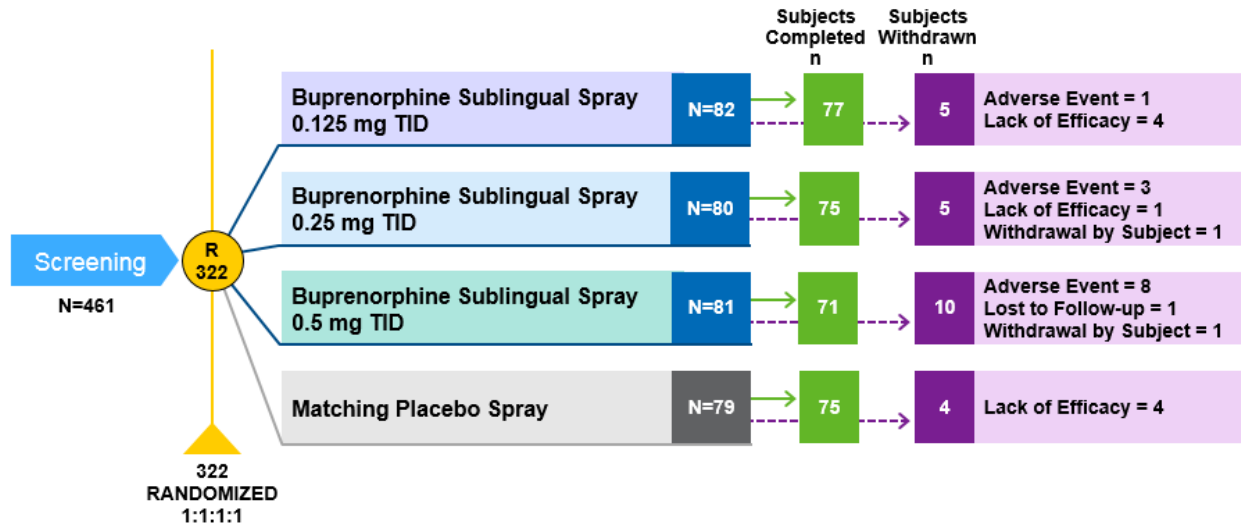 Subjects
Completed
n
Subjects
Withdrawn
n
Buprenorphine Sublingual Spray
0.125 mg TID
N=82
77
5
Adverse Event = 1
Lack of Efficacy = 4
Buprenorphine Sublingual Spray
0.25 mg TID
N=80
75
5
Adverse Event = 3
Lack of Efficacy = 1
Withdrawal by Subject = 1
Screening
N=461
R
322
Buprenorphine Sublingual Spray
0.5 mg TID
N=81
71
10
Adverse Event = 8
Lost to Follow-up = 1
Withdrawal by Subject = 1
Matching Placebo Spray
N=79
75
4
Lack of Efficacy = 4
322
RANDOMIZED
1:1:1:1